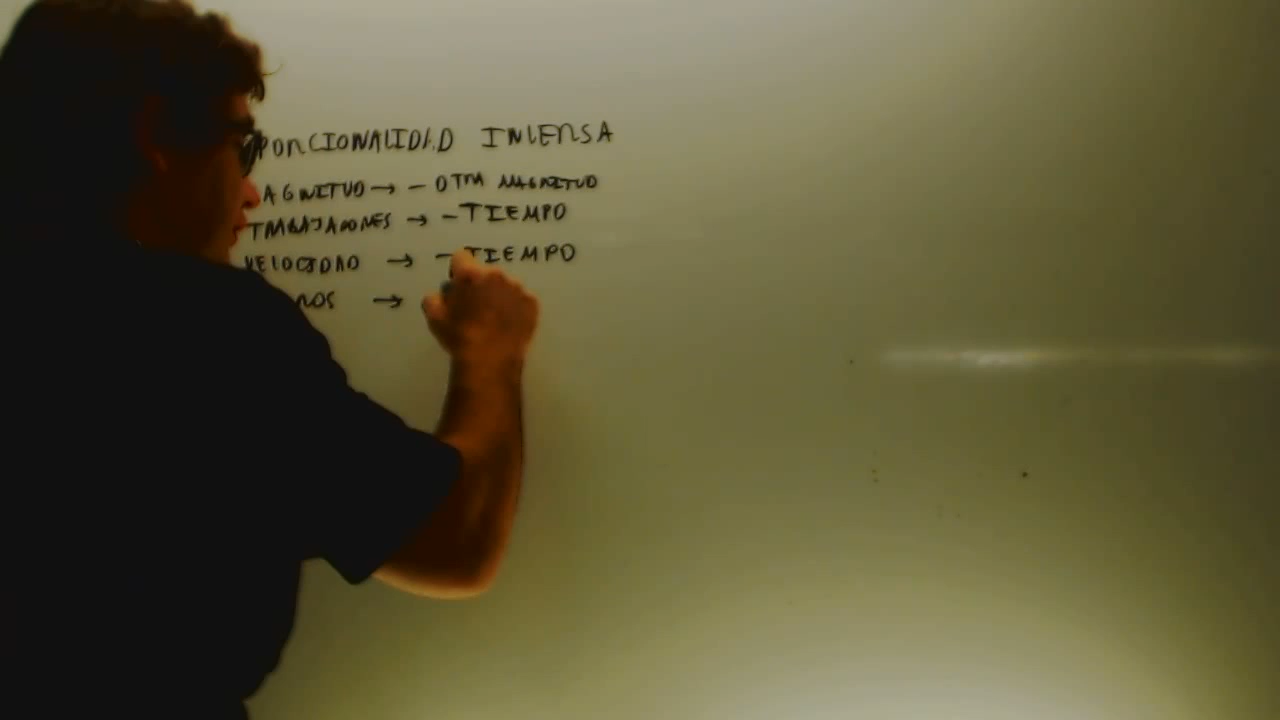 PORCIONALIDAD INVERSA
AGNITUD → - OTRA MAGNITUD
TRABAJADORES → - TIEMPO
VELOCIDAD → - TIEMPO
→